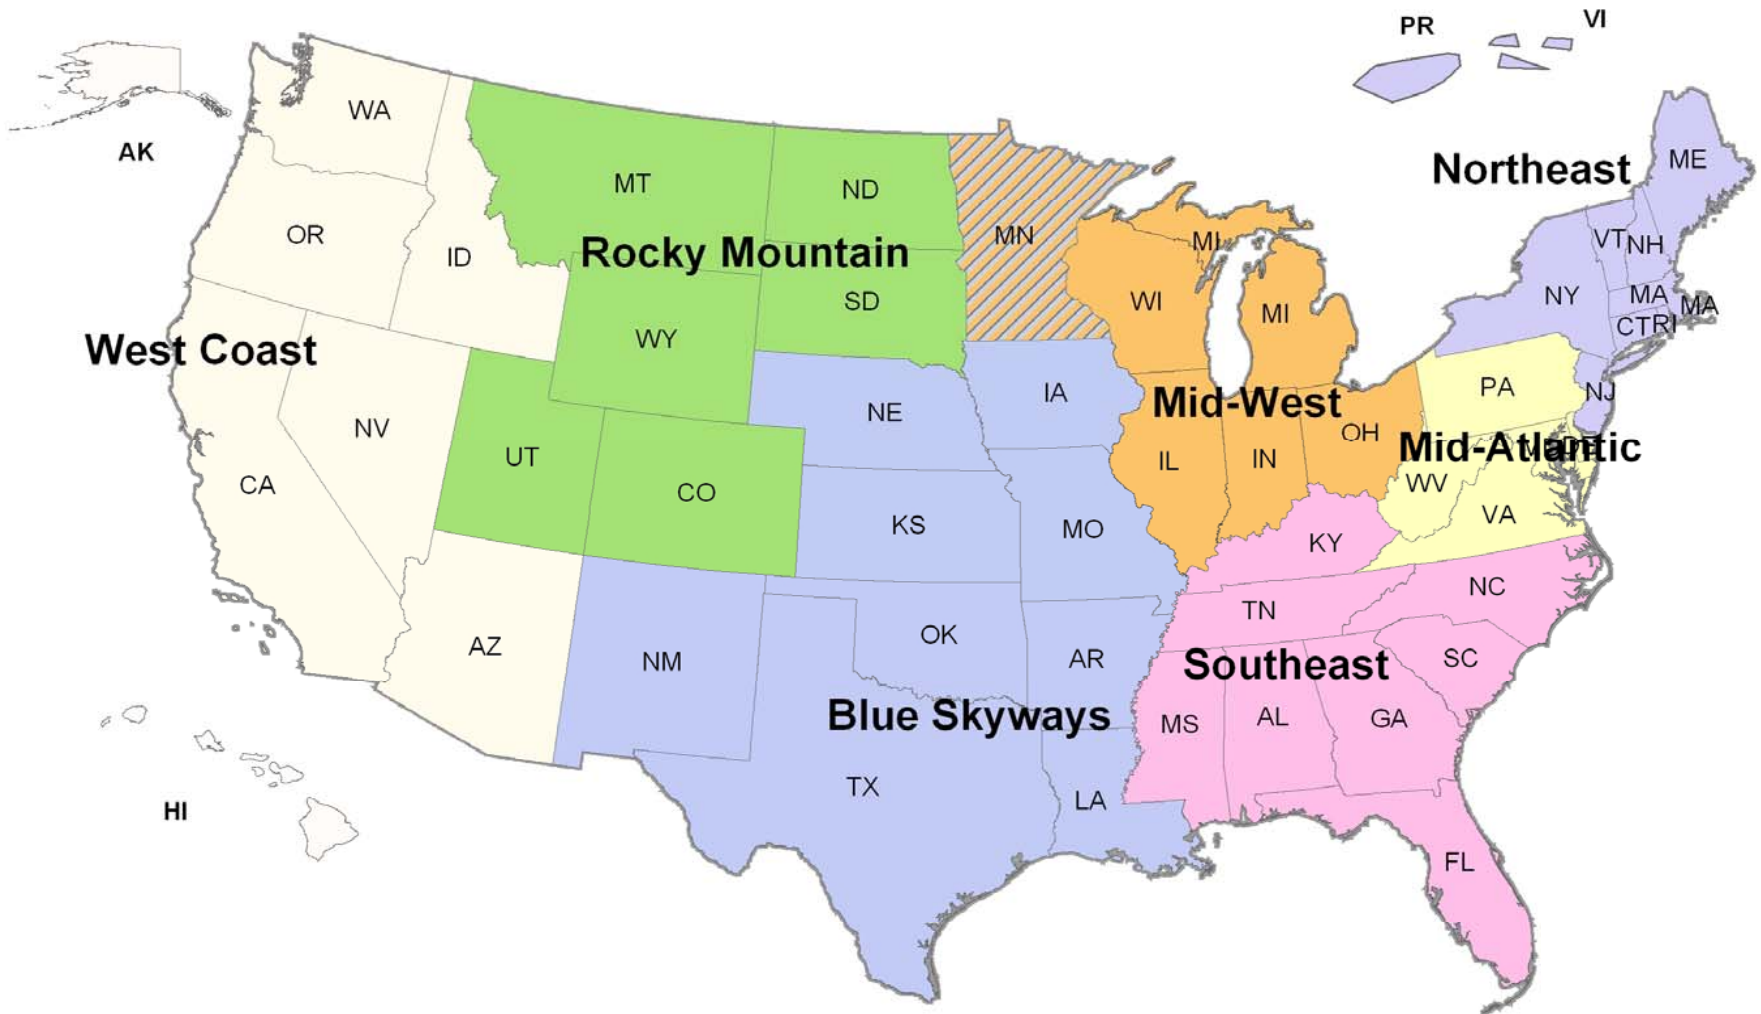 PR
VI
WA
AK
ME
Northeast
MT
ND
OR
MN
VT
NH
MI
ID
Rocky Mountain
NY
MA
MA
SD
WI
MI
CT
RI
WY
West Coast
PA
NJ
IA
Mid-West
NE
NV
OH
Mid-Atlantic
UT
IL
IN
WV
CA
CO
VA
KS
MO
KY
NC
TN
OK
AZ
NM
AR
Southeast
SC
Blue Skyways
MS
AL
GA
TX
LA
HI
FL